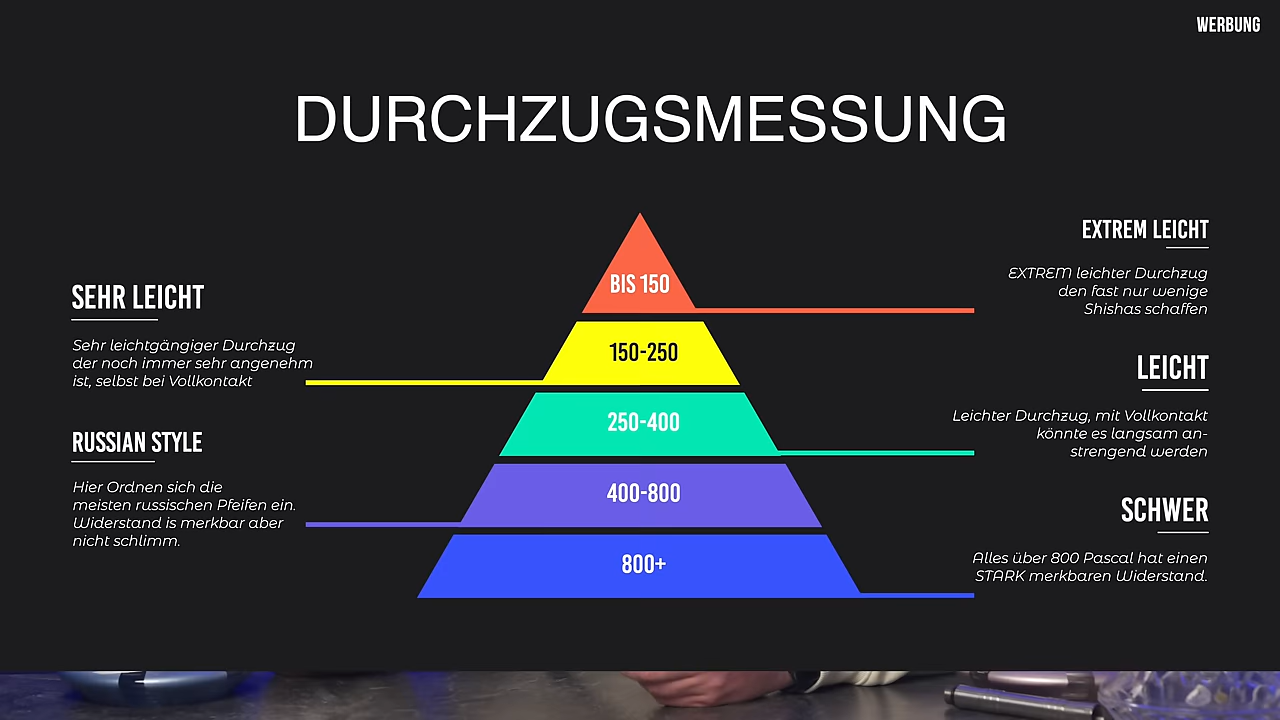 WERBUNG
DURCHZUGSMESSUNG
BIS 150
150-250
250-400
400-800
800+
SEHR LEICHT
Sehr leichtgängiger Durchzug
der noch immer sehr angenehm
ist, selbst bei Vollkontakt
RUSSIAN STYLE
Hier Ordnen sich die
meisten russischen Pfeifen ein.
Widerstand is merkbar aber
nicht schlimm.
EXTREM LEICHT
EXTREM leichter Durchzug
den fast nur wenige
Shishas schaffen
LEICHT
Leichter Durchzug, mit Vollkontakt
könnte es langsam an-
strengend werden
SCHWER
Alles über 800 Pascal hat einen
STARK merkbaren Widerstand.